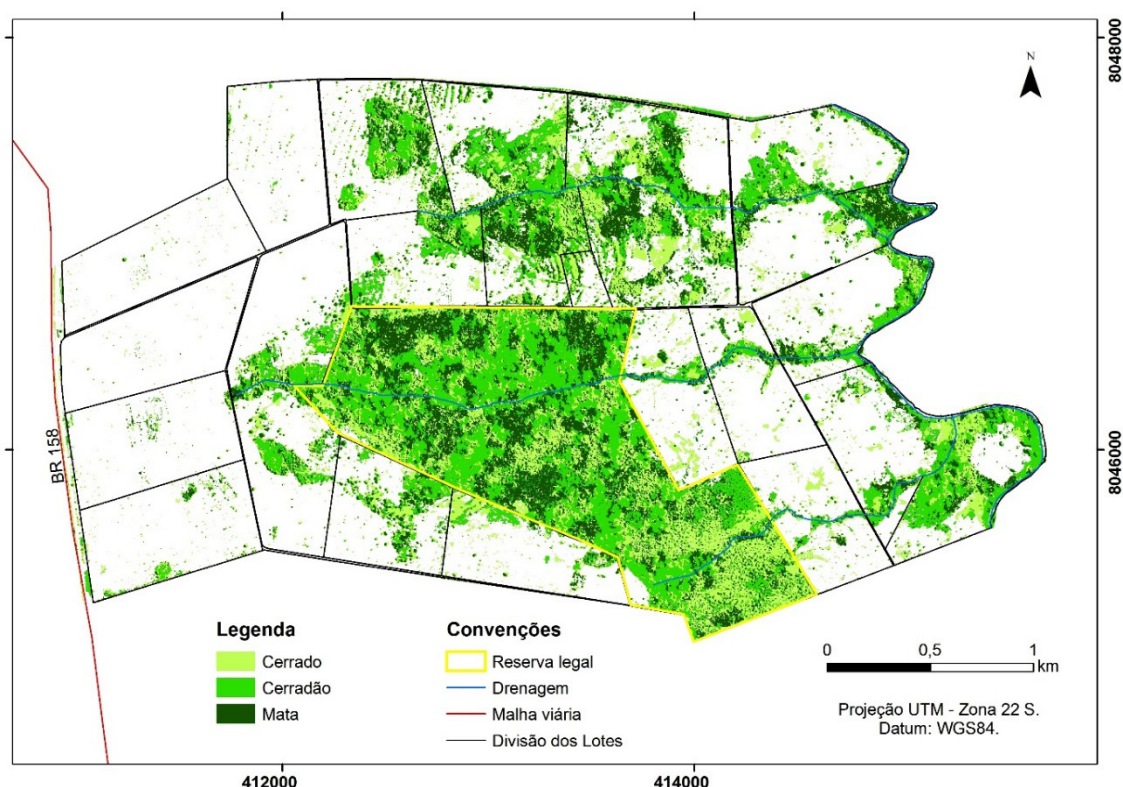 8048000
N
BR 158
8046000
Legenda
Cerrado
Cerradão
Mata
Convenções
Reserva legal
Drenagem
Malha viária
Divisão dos Lotes
0 0,5 1
km
Projeção UTM - Zona 22 S.
Datum: WGS84.
412000 414000